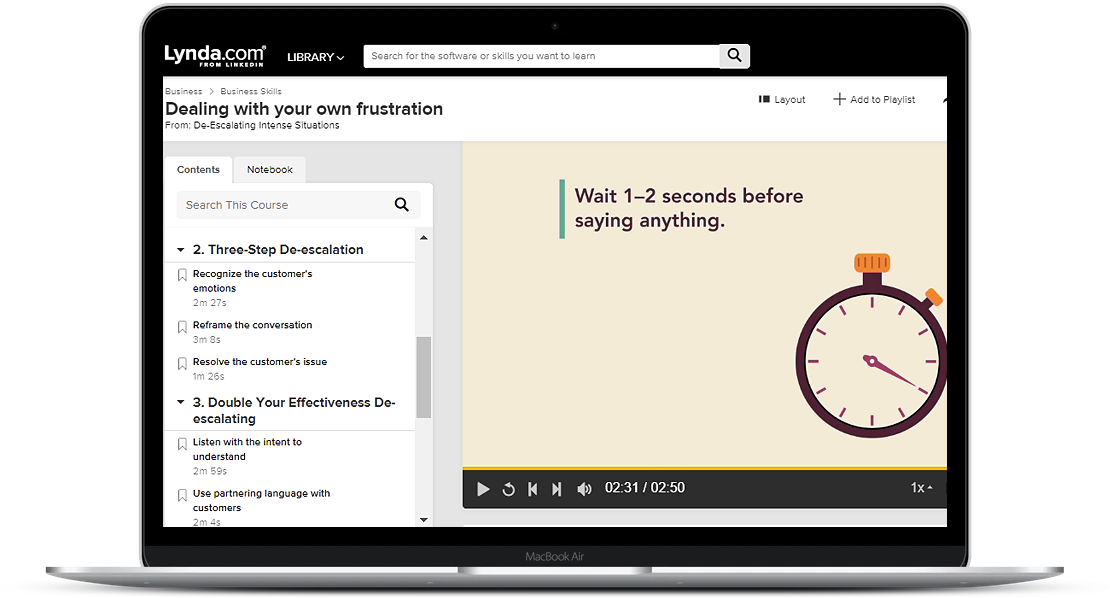 Lynda.com®
FROM LINKEDIN
LIBRARY
Search for the software or skills you want to learn
Business > Business Skills
Dealing with your own frustration
From: De-Escalating Intense Situations
Layout
Add to Playlist
Contents
Notebook
Search This Course
2. Three-Step De-escalation
Recognize the customer's
emotions
2m 27s
Reframe the conversation
3m 8s
Resolve the customer's issue
1m 26s
3. Double Your Effectiveness De-
escalating
Listen with the intent to
understand
2m 59s
Use partnering language with
customers
2m 4s
Wait 1–2 seconds before
saying anything.
02:31 / 02:50
1x
MacBook Air